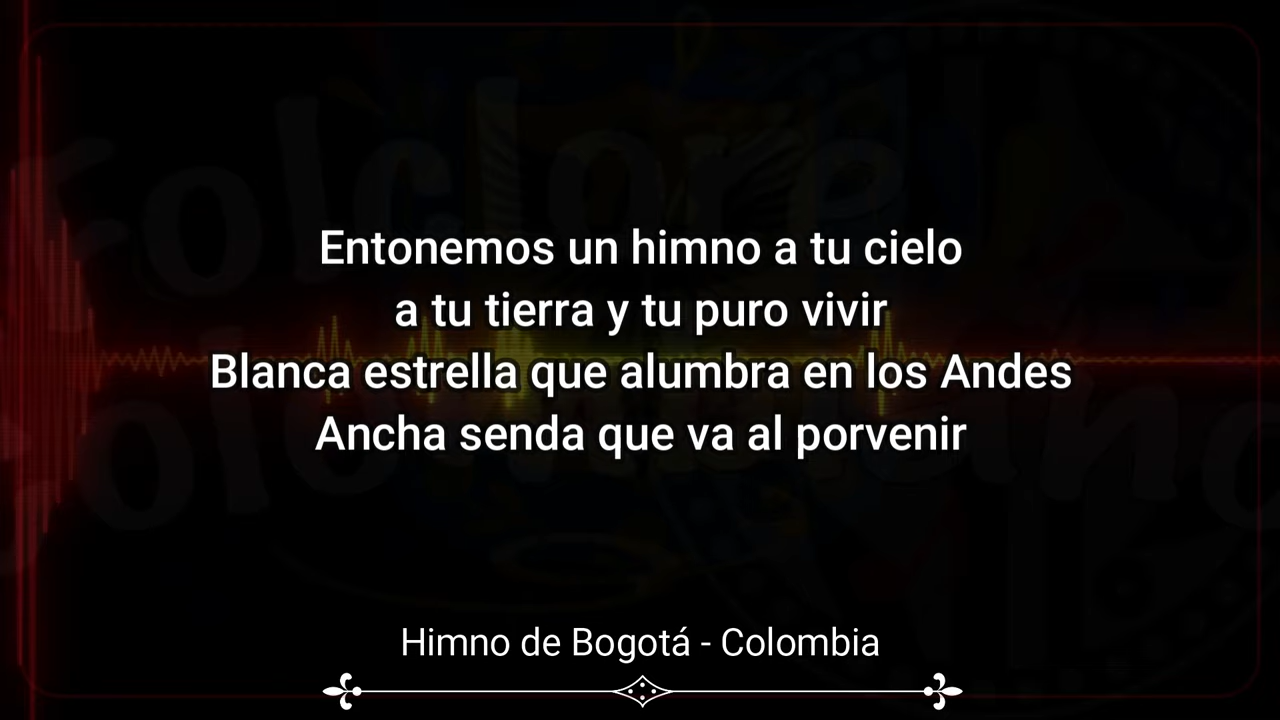 Entonemos un himno a tu cielo
a tu tierra y tu puro vivir
Blanca estrella que alumbra en los Andes
Ancha senda que va al porvenir
Himno de Bogotá - Colombia